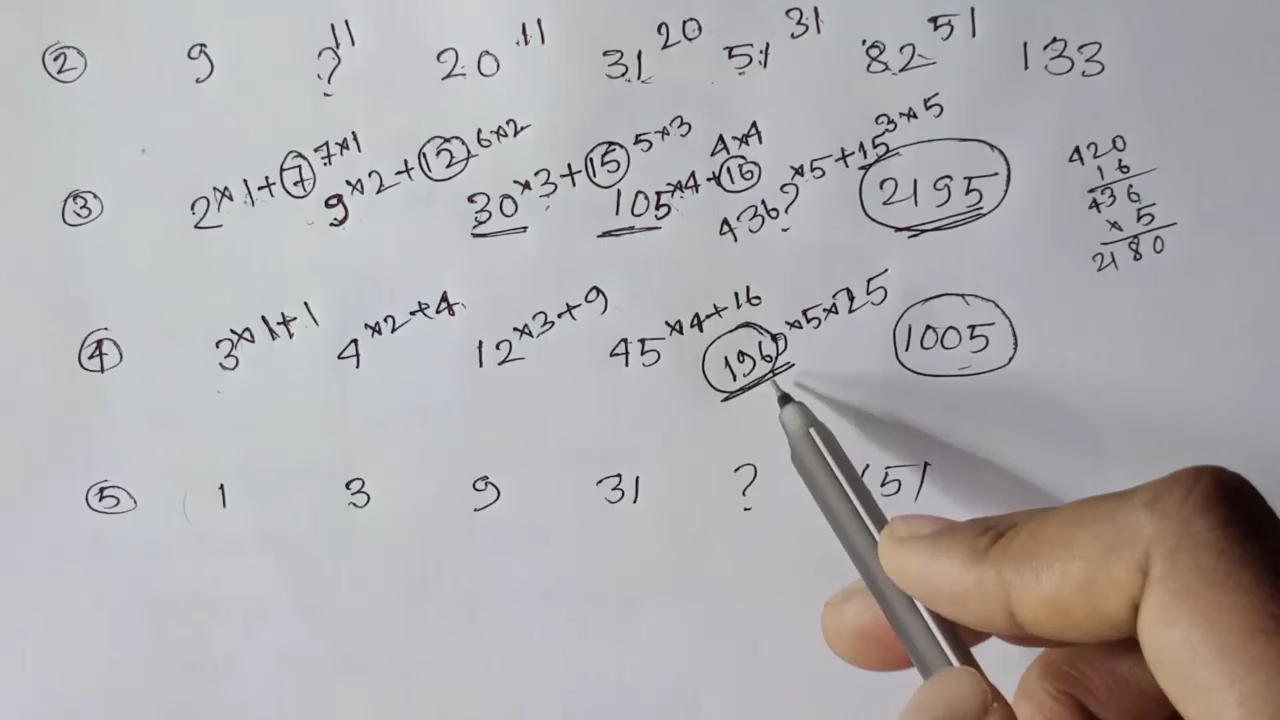 ② 9 ? 11 20 11 31 20 51 31 82 51 133
③ 2 ×1+7 7×1 9 ×2+12 6×2 30 ×3+15 5×3 105 ×4+16 4×4 436? ×5+15 3×5 2195
420
16
436
×5
2180
④ 3 ×1+1 4 ×2+4 12 ×3+9 45 ×4+16 196 ×5×25 1005
⑤ 1 3 9 31 ? 151